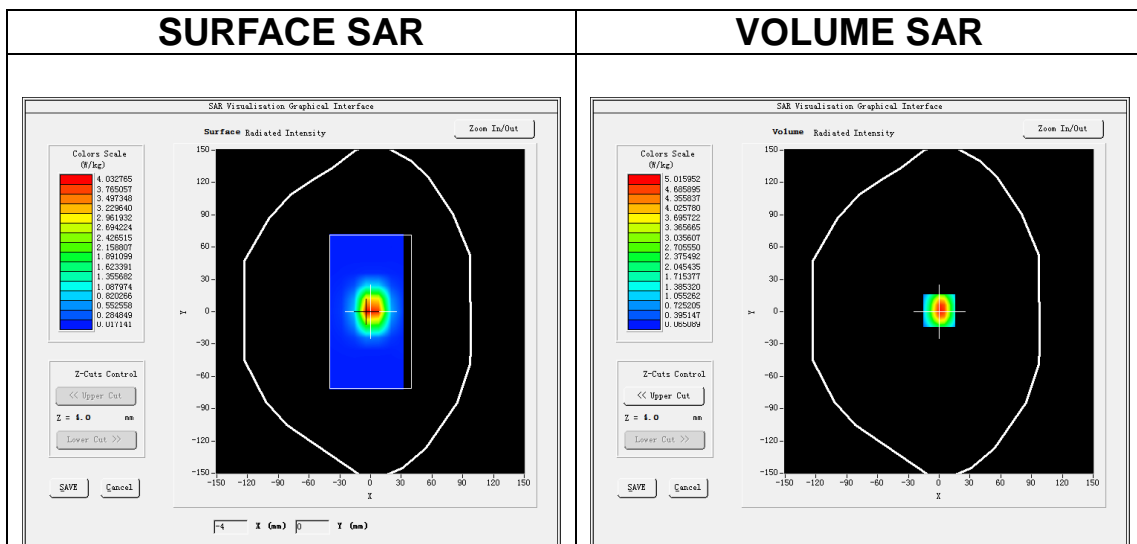 SURFACE SAR
VOLUME SAR
SAR Visualisation Graphical Interface
Surface Radiated Intensity
Zoom In/Out
Colors Scale
(W/kg)
4.032765
3.765057
3.497348
3.229640
2.961932
2.694224
2.426515
2.158807
1.891099
1.623391
1.355682
1.087974
0.820266
0.552558
0.284849
0.017141
Z-Cuts Control
<< Upper Cut
Z = 4.0 mm
Lower Cut >>
SAVE
Cancel
150
120
90
60
30
0
-30
-60
-90
-120
-150
Y
-150 -120 -90 -60 -30 0 30 60 90 120 150
X
-4 X (mm) 0 Y (mm)
SAR Visualisation Graphical Interface
Volume Radiated Intensity
Zoom In/Out
Colors Scale
(W/kg)
5.015952
4.685895
4.355837
4.025780
3.695722
3.365665
3.035607
2.705550
2.375492
2.045435
1.715377
1.385320
1.055262
0.725205
0.395147
0.065089
Z-Cuts Control
<< Upper Cut
Z = 4.0 mm
Lower Cut >>
SAVE
Cancel
150
120
90
60
30
0
-30
-60
-90
-120
-150
Y
-150 -120 -90 -60 -30 0 30 60 90 120 150
X